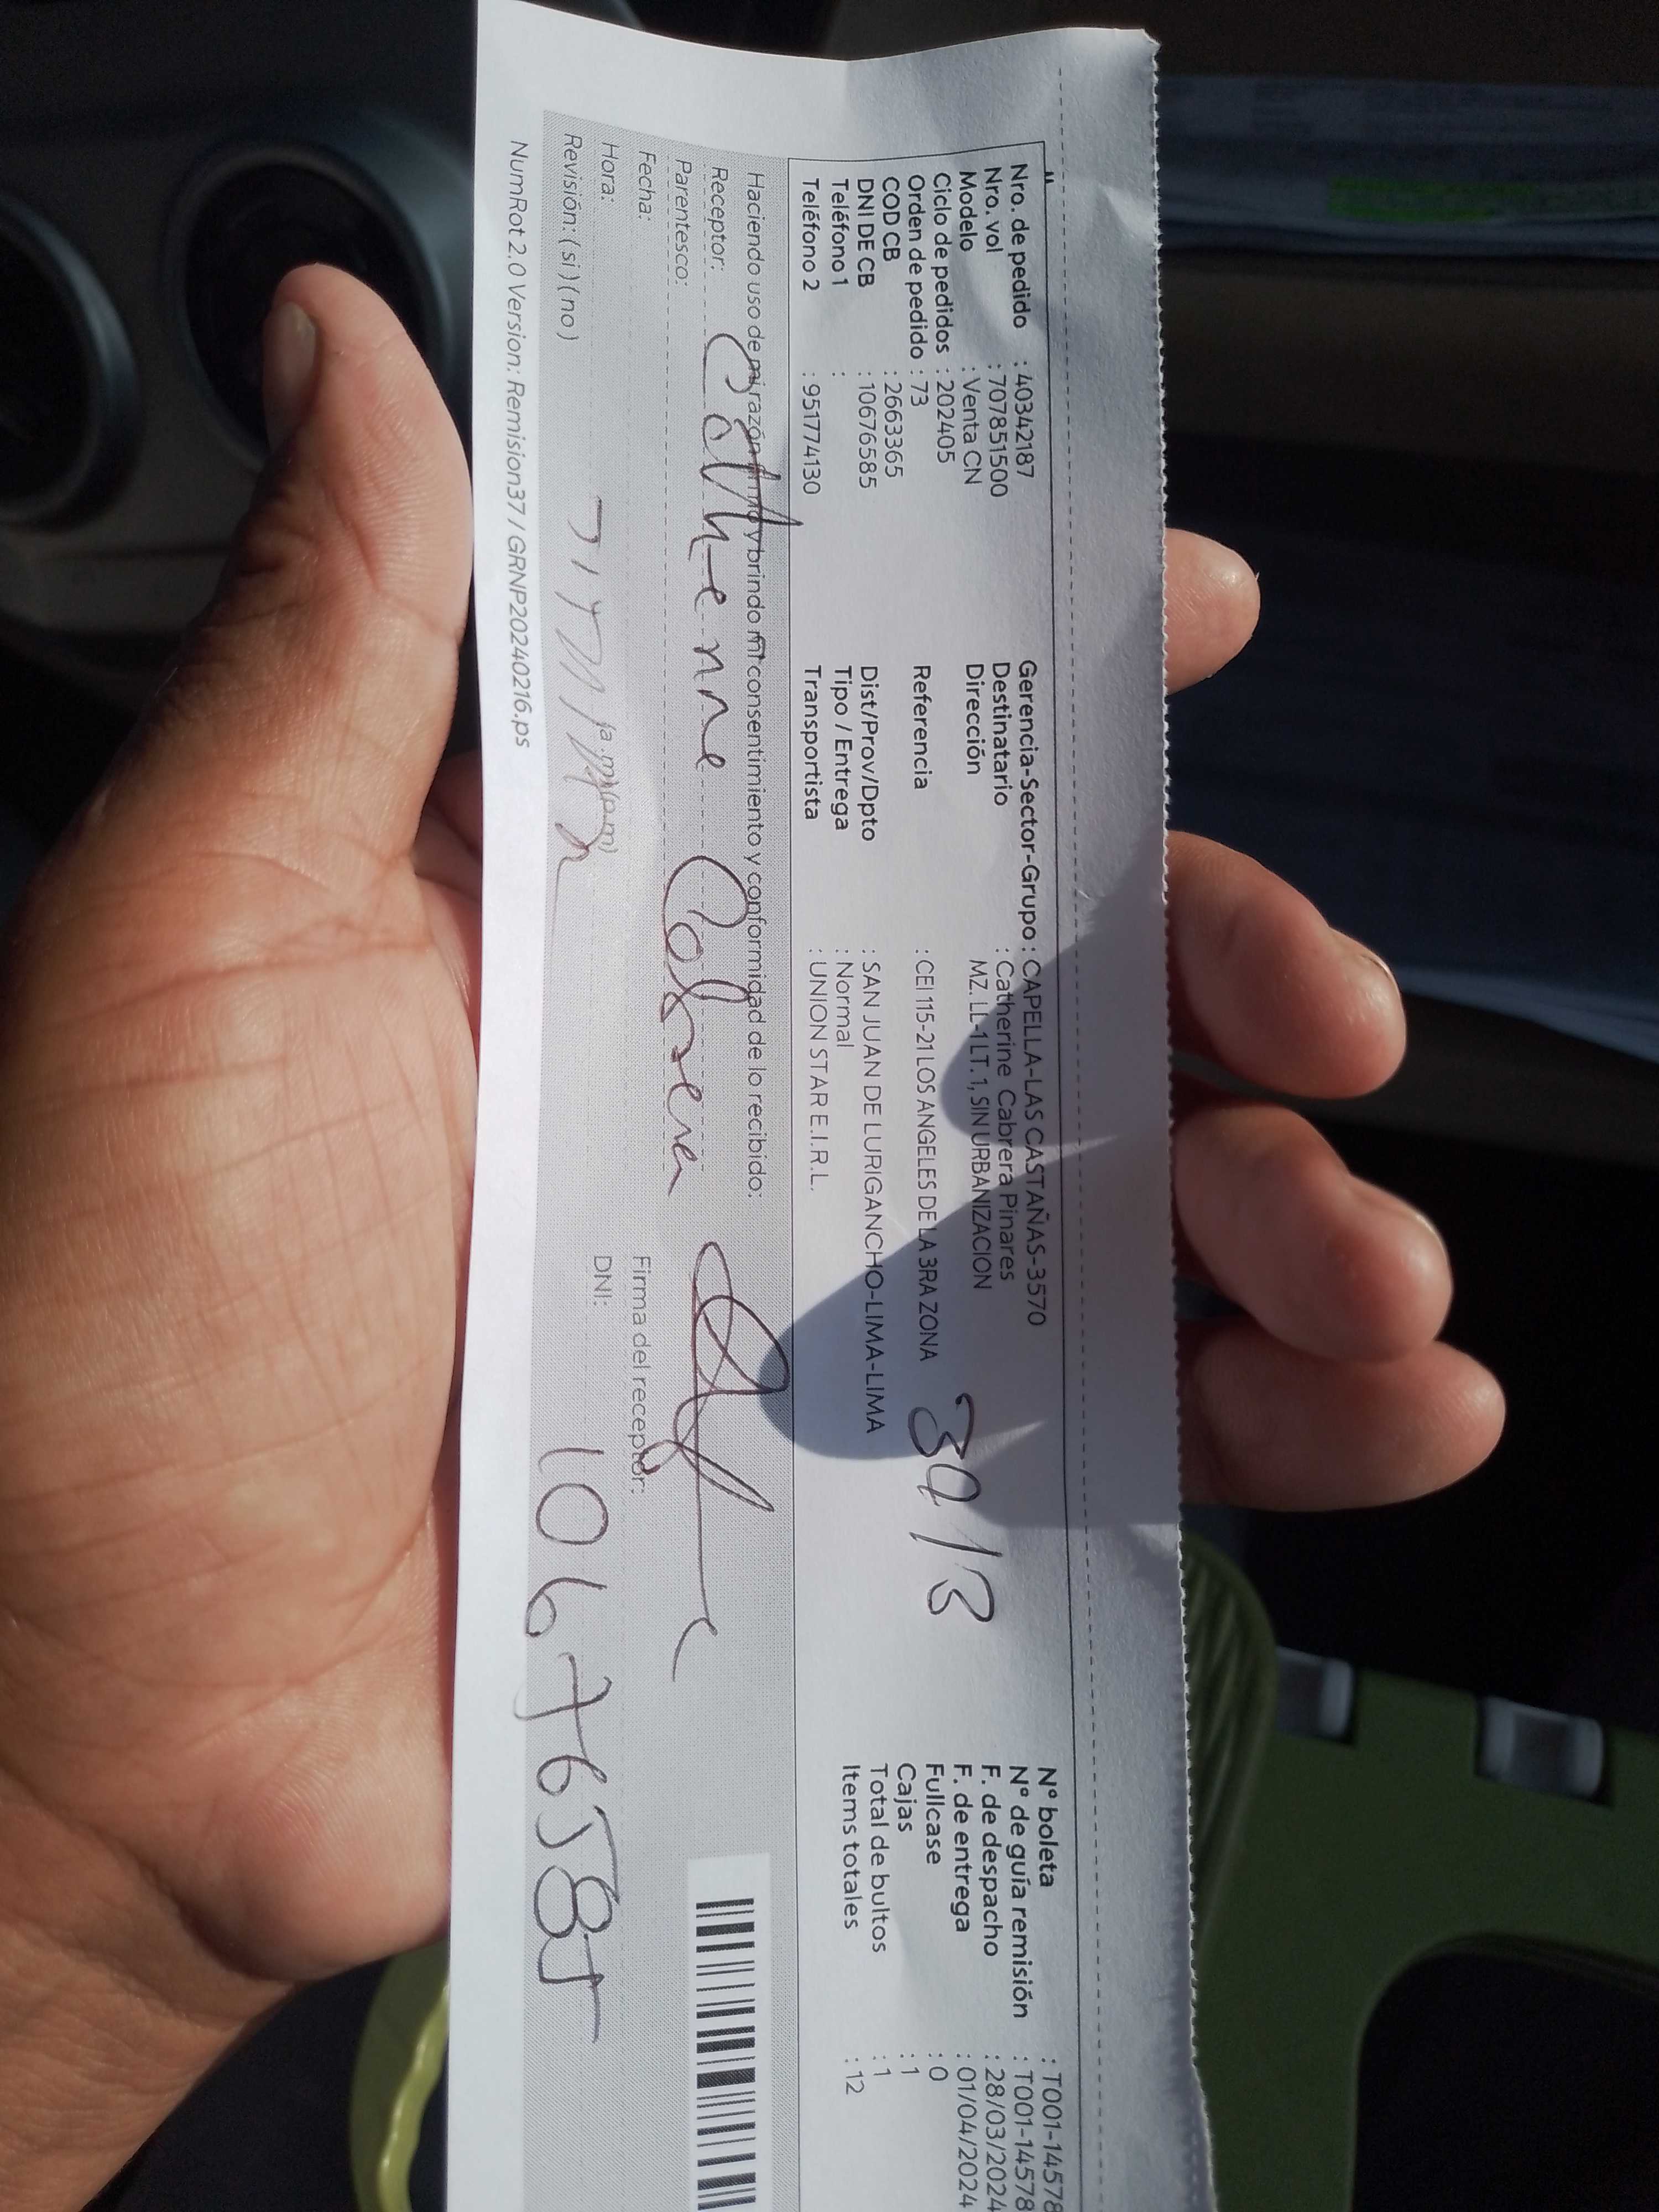 Nro. de pedido : 40342187
Nro. vol : 707851500
Modelo : Venta CN
Ciclo de pedidos : 202405
Orden de pedido : 73
COD CB : 2663365
DNI DE CB : 10676585
Teléfono 1 :
Teléfono 2 : 951774130
Gerencia-Sector-Grupo : CAPELLA-LAS CASTAÑAS-3570
Destinatario : Catherine Cabrera Pinares
Dirección MZ. LL-1 LT. 1, SIN URBANIZACION
Referencia : CEI 115-21 LOS ANGELES DE LA 3RA ZONA
Dist/Prov/Dpto : SAN JUAN DE LURIGANCHO-LIMA-LIMA
Tipo / Entrega : Normal
Transportista : UNION STAR E.I.R.L.
N° boleta : T001-14578
N° de guía remisión : T001-14578
F. de despacho : 28/03/2024
F. de entrega : 01/04/2024
Fullcase : 0
Cajas : 1
Total de bultos : 1
Items totales : 12
Haciendo uso de mi razón firmo y brindo mi consentimiento y conformidad de lo recibido:
Receptor: Cabrera
Parentesco:
Fecha:
Hora: (a.m)(p.m)
Revisión: (si) (no)
Firma del receptor:
DNI: 10676585
NumRot 2.0 Version: Remision37 / GRNP20240216.ps